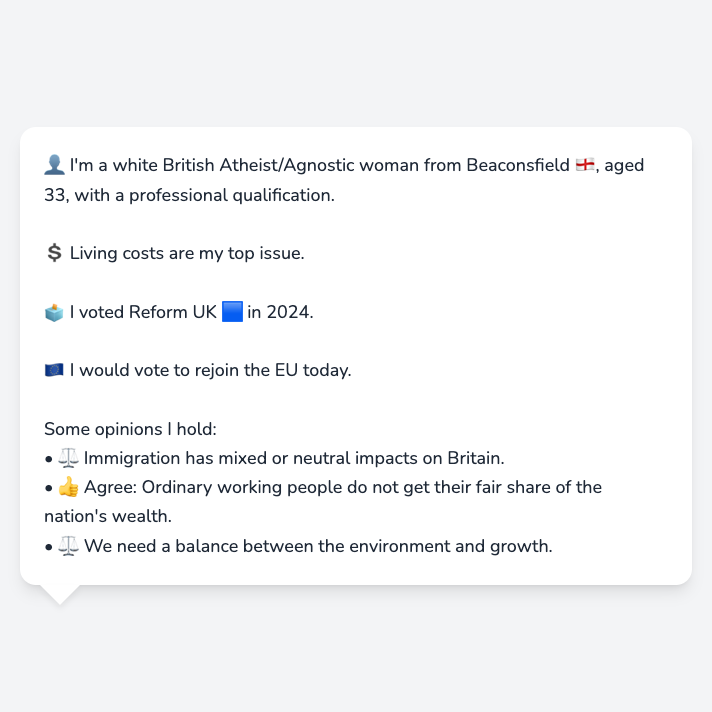 👤 I'm a white British Atheist/Agnostic woman from Beaconsfield 🏴󠁧󠁢󠁥󠁮󠁧󠁿, aged
33, with a professional qualification.
💲 Living costs are my top issue.
🗳️ I voted Reform UK 🟦 in 2024.
🇪🇺 I would vote to rejoin the EU today.
Some opinions I hold:
• ⚖️ Immigration has mixed or neutral impacts on Britain.
• 👍 Agree: Ordinary working people do not get their fair share of the
nation's wealth.
• ⚖️ We need a balance between the environment and growth.